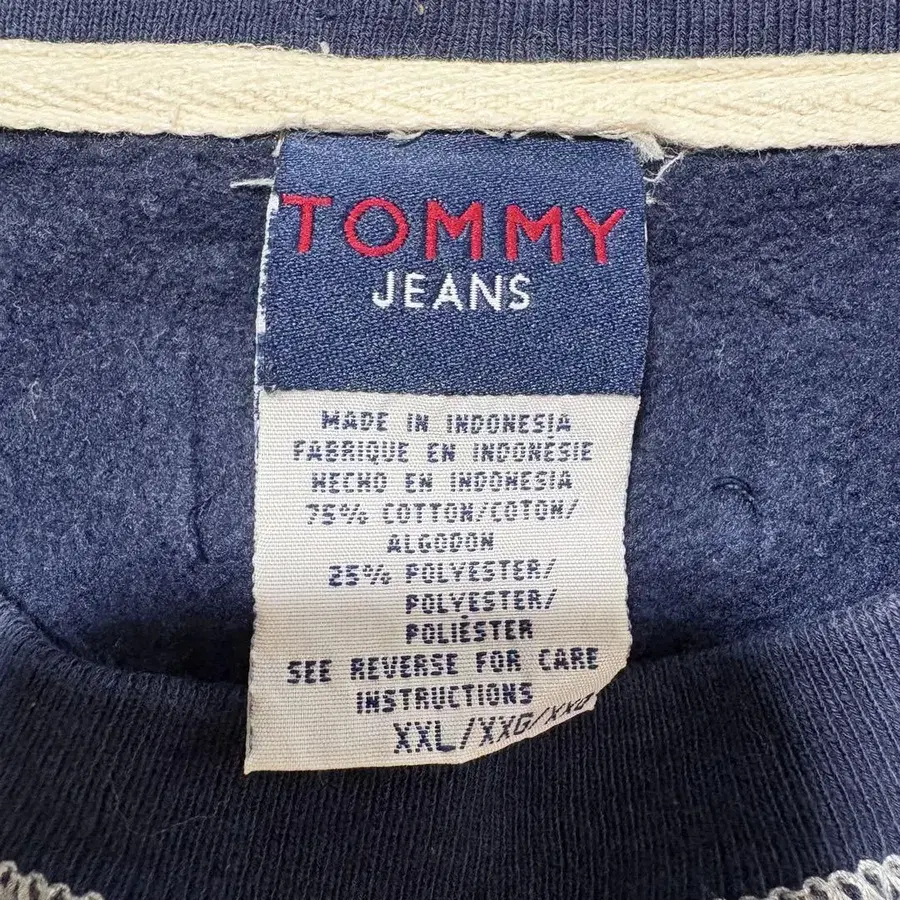 TOMMY
JEANS
MADE IN INDONESIA
FABRIQUE EN INDONÉSIE
HECHO EN INDONESIA
75% COTTON/COTON/
ALGODON
25% POLYESTER/
POLYESTER/
POLIÉSTER
SEE REVERSE FOR CARE
INSTRUCTIONS
XXL/XXG/XXG